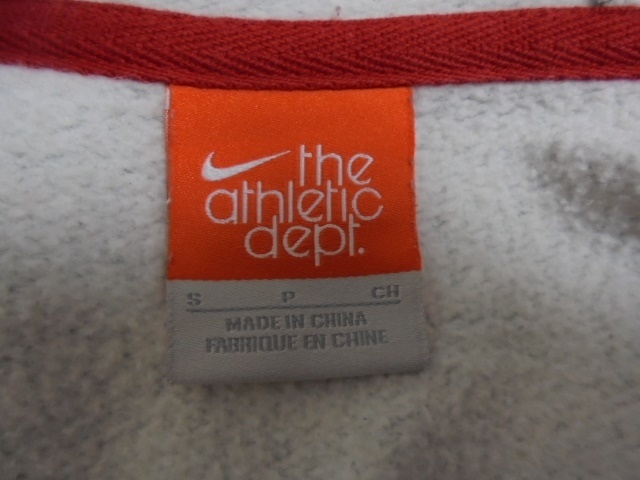 the
athletic
dept.
S P CH
MADE IN CHINA
FABRIQUE EN CHINE